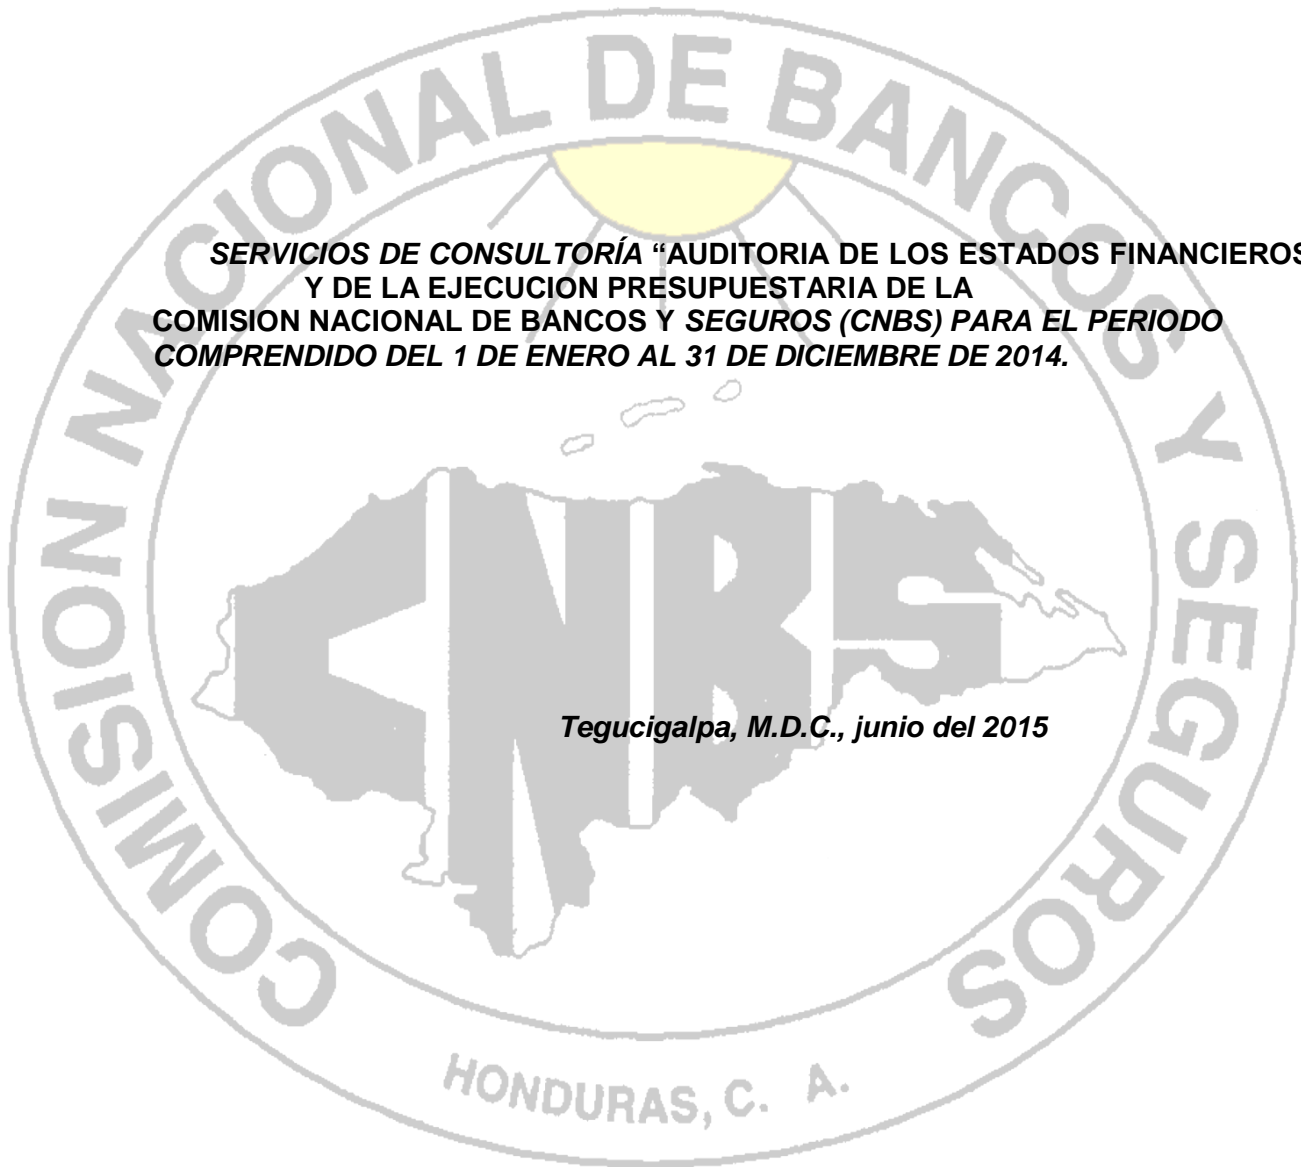 COMISION NACIONAL DE BANCOS Y SEGUROS
SERVICIOS DE CONSULTORÍA “AUDITORIA DE LOS ESTADOS FINANCIEROS
Y DE LA EJECUCION PRESUPUESTARIA DE LA
COMISION NACIONAL DE BANCOS Y SEGUROS (CNBS) PARA EL PERIODO
COMPRENDIDO DEL 1 DE ENERO AL 31 DE DICIEMBRE DE 2014.
CNBS
Tegucigalpa, M.D.C., junio del 2015
HONDURAS, C. A.